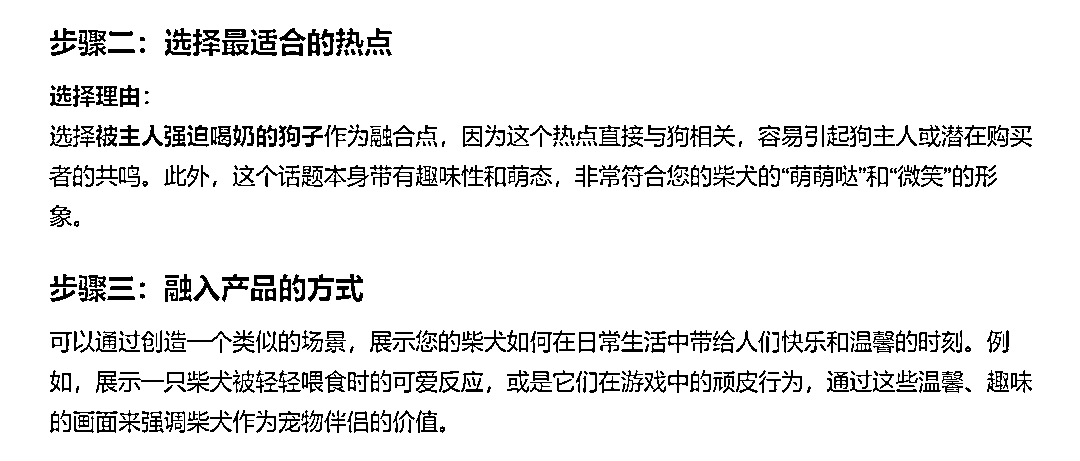 步骤二：选择最适合的热点
选择理由：
选择被主人强迫喝奶的狗子作为融合点，因为这个热点直接与狗相关，容易引起狗主人或潜在购买
者的共鸣。此外，这个话题本身带有趣味性和萌态，非常符合您的柴犬的“萌萌哒”和“微笑”的形
象。
步骤三：融入产品的方式
可以通过创造一个类似的场景，展示您的柴犬如何在日常生活中带给人们快乐和温馨的时刻。例
如，展示一只柴犬被轻轻喂食时的可爱反应，或是它们在游戏中的顽皮行为，通过这些温馨、趣味
的画面来强调柴犬作为宠物伴侣的价值。